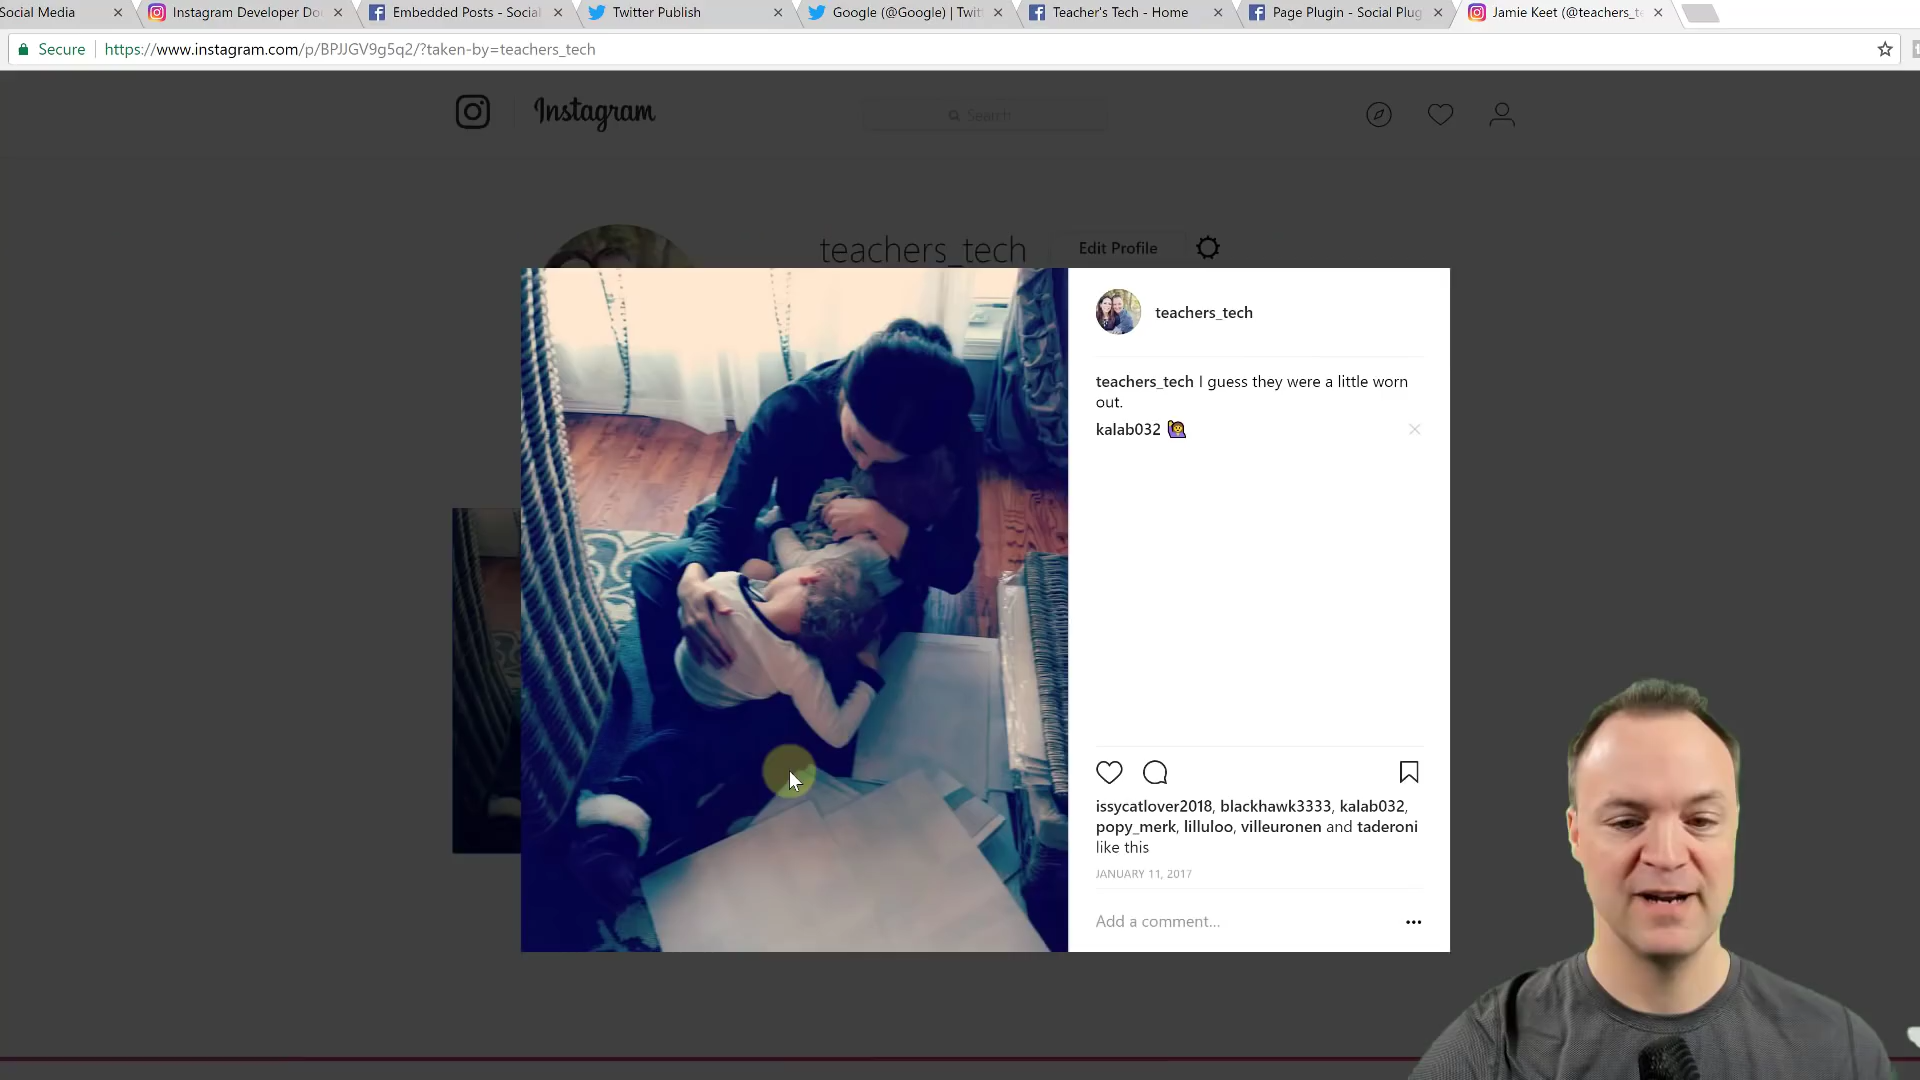 Social Media
Instagram Developer Do
Embedded Posts - Social
Twitter Publish
Google (@Google) | Twit
Teacher's Tech - Home
Page Plugin - Social Plug
Jamie Keet (@teachers_te
Secure
https://www.instagram.com/p/BPJJGV9g5q2/?taken-by=teachers_tech
Instagram
Search
teachers_tech
Edit Profile
teachers_tech
teachers_tech I guess they were a little worn
out.
kalab032
issycatlover2018, blackhawk3333, kalab032,
popy_merk, lilluloo, villeuronen and taderoni
like this
JANUARY 11, 2017
Add a comment...